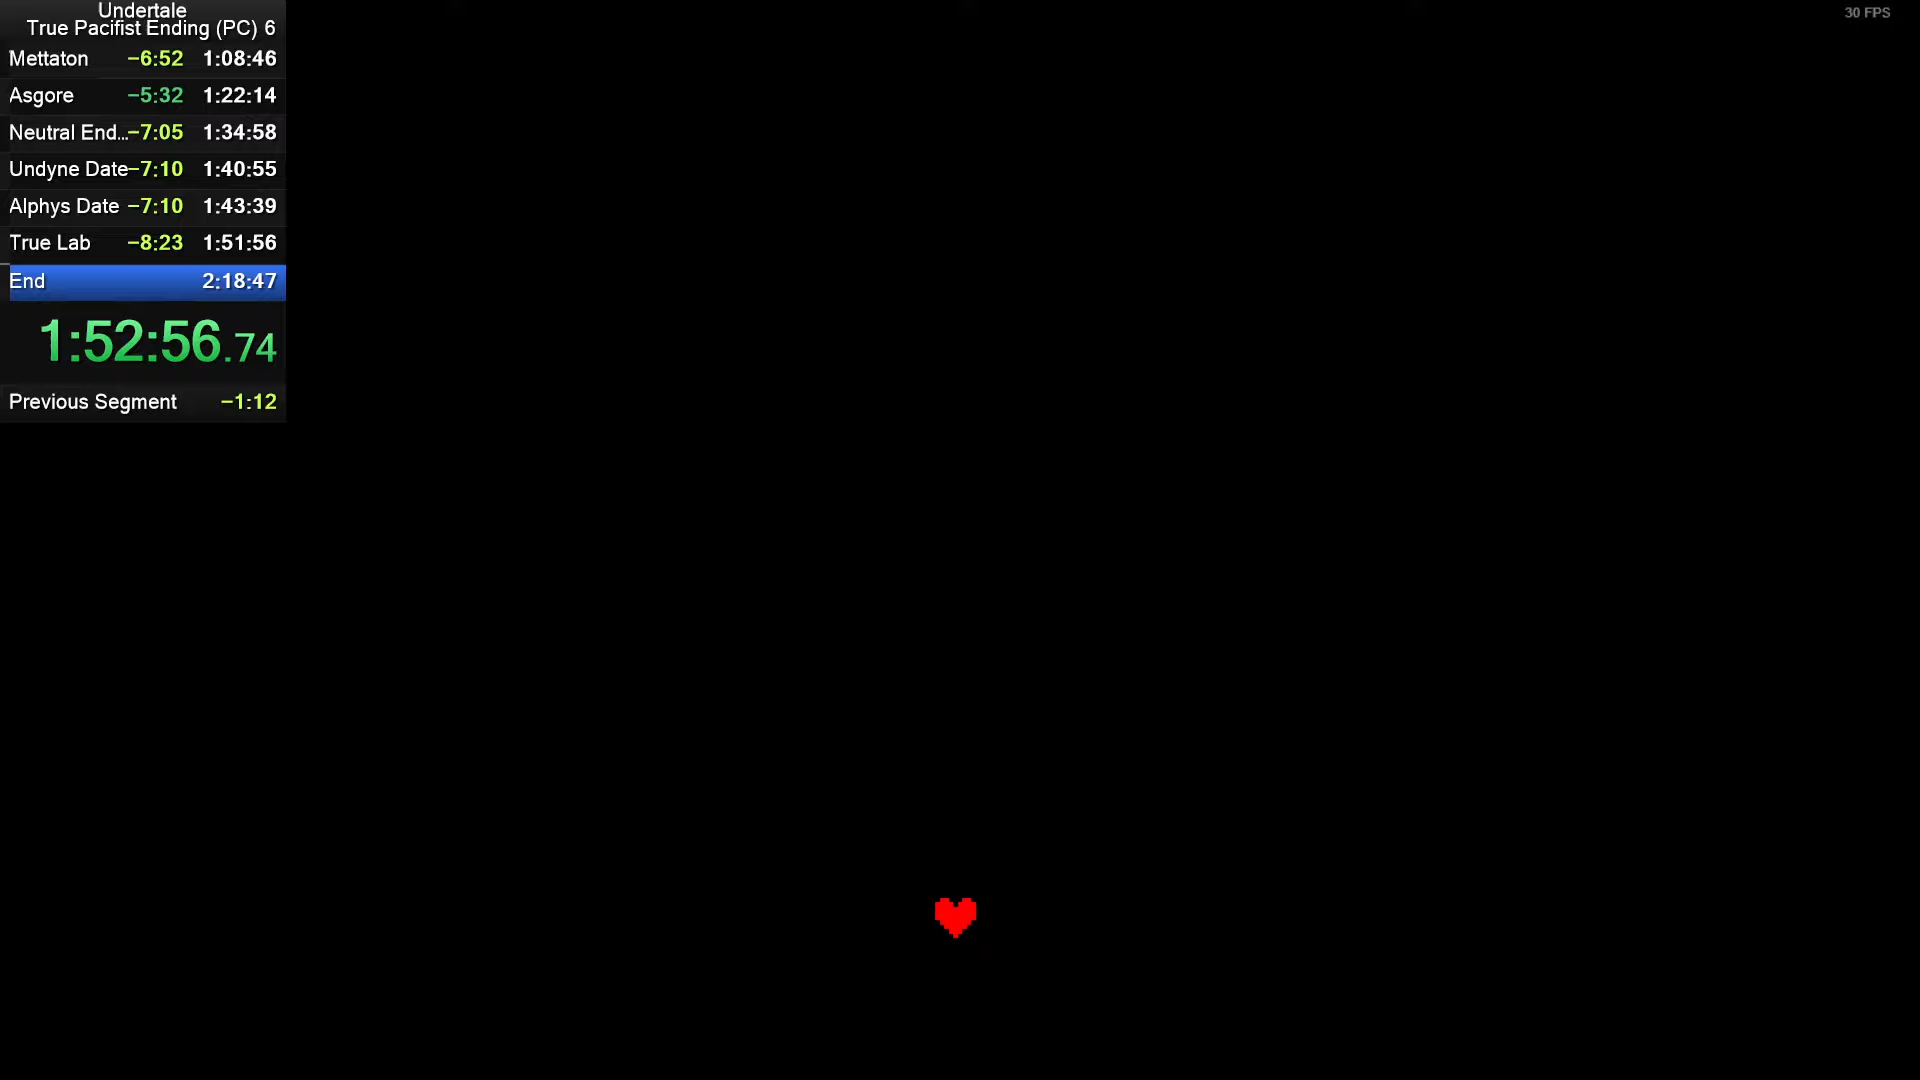 Undertale
True Pacifist Ending (PC) 6
30 FPS
Mettaton −6:52 1:08:46
Asgore −5:32 1:22:14
Neutral End... −7:05 1:34:58
Undyne Date −7:10 1:40:55
Alphys Date −7:10 1:43:39
True Lab −8:23 1:51:56
End 2:18:47
1:52:56.74
Previous Segment −1:12